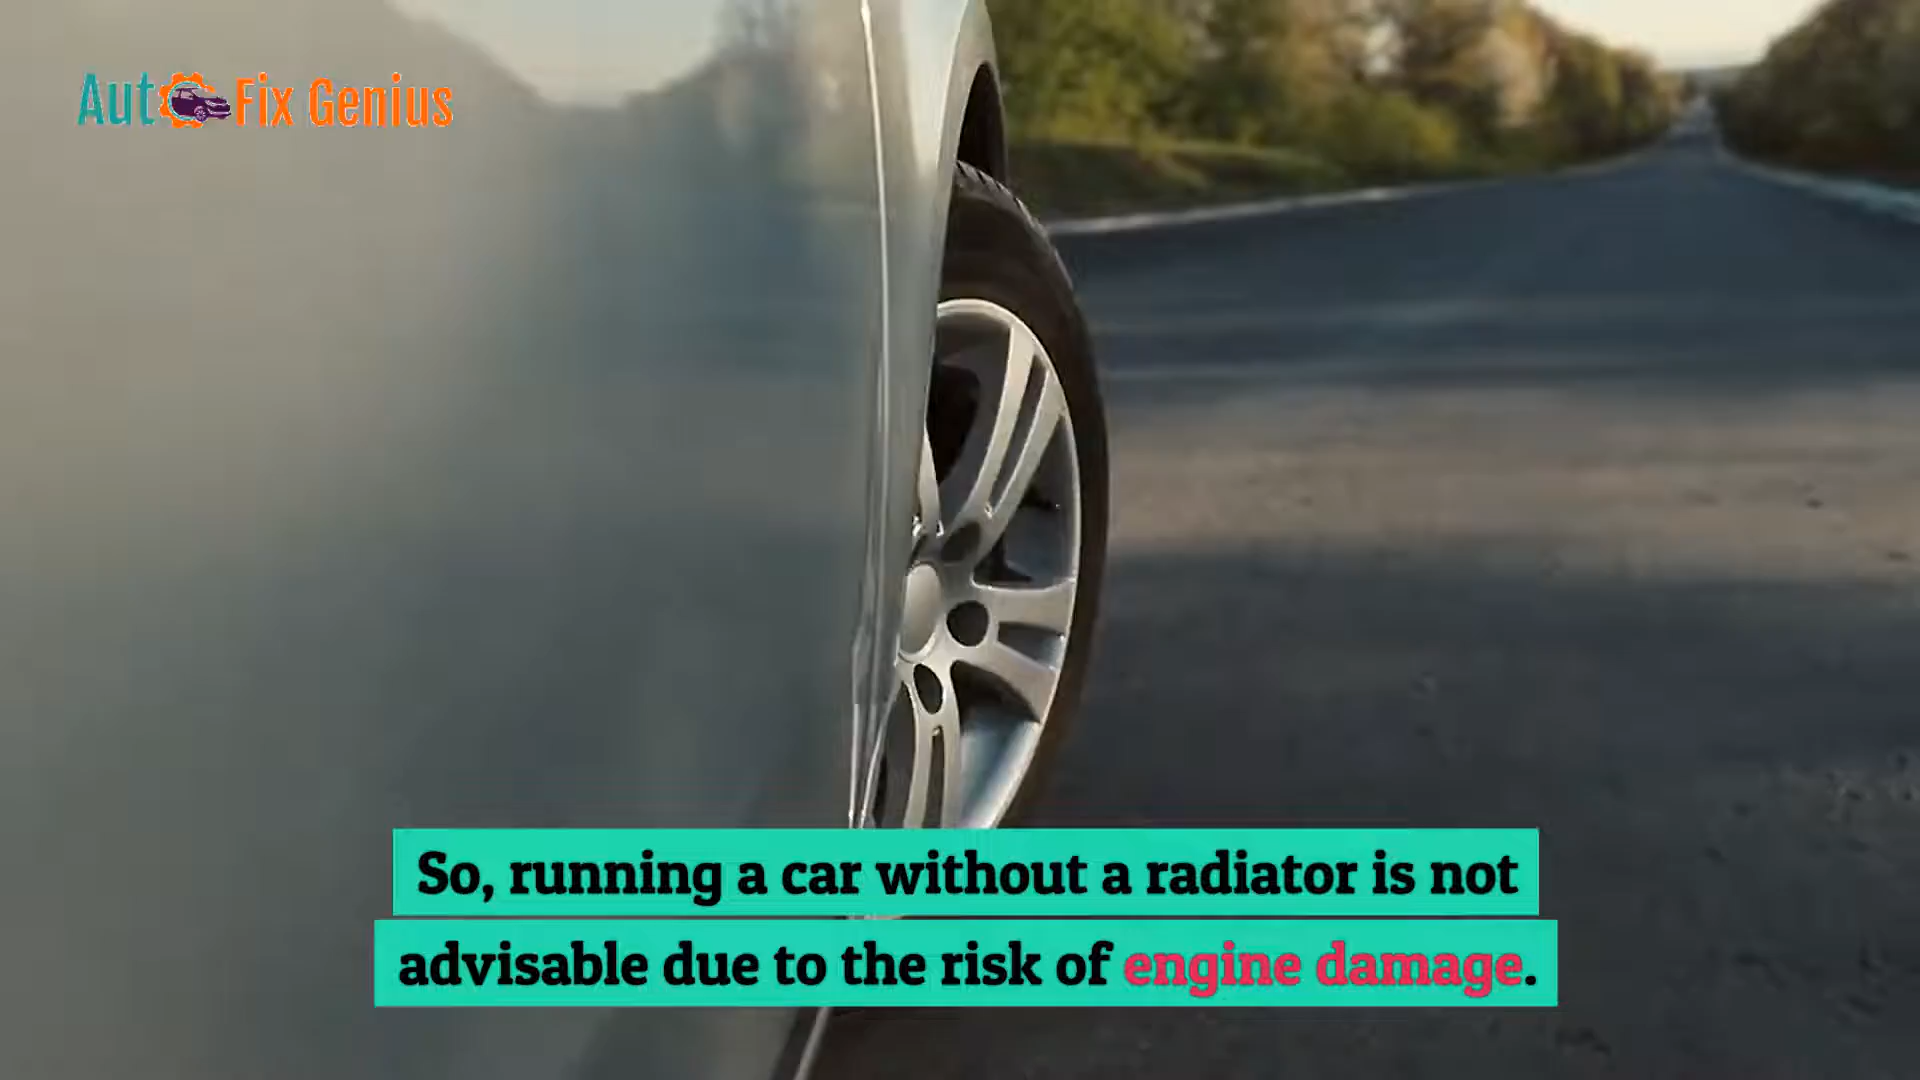 Auto Fix Genius
So, running a car without a radiator is not
advisable due to the risk of engine damage.